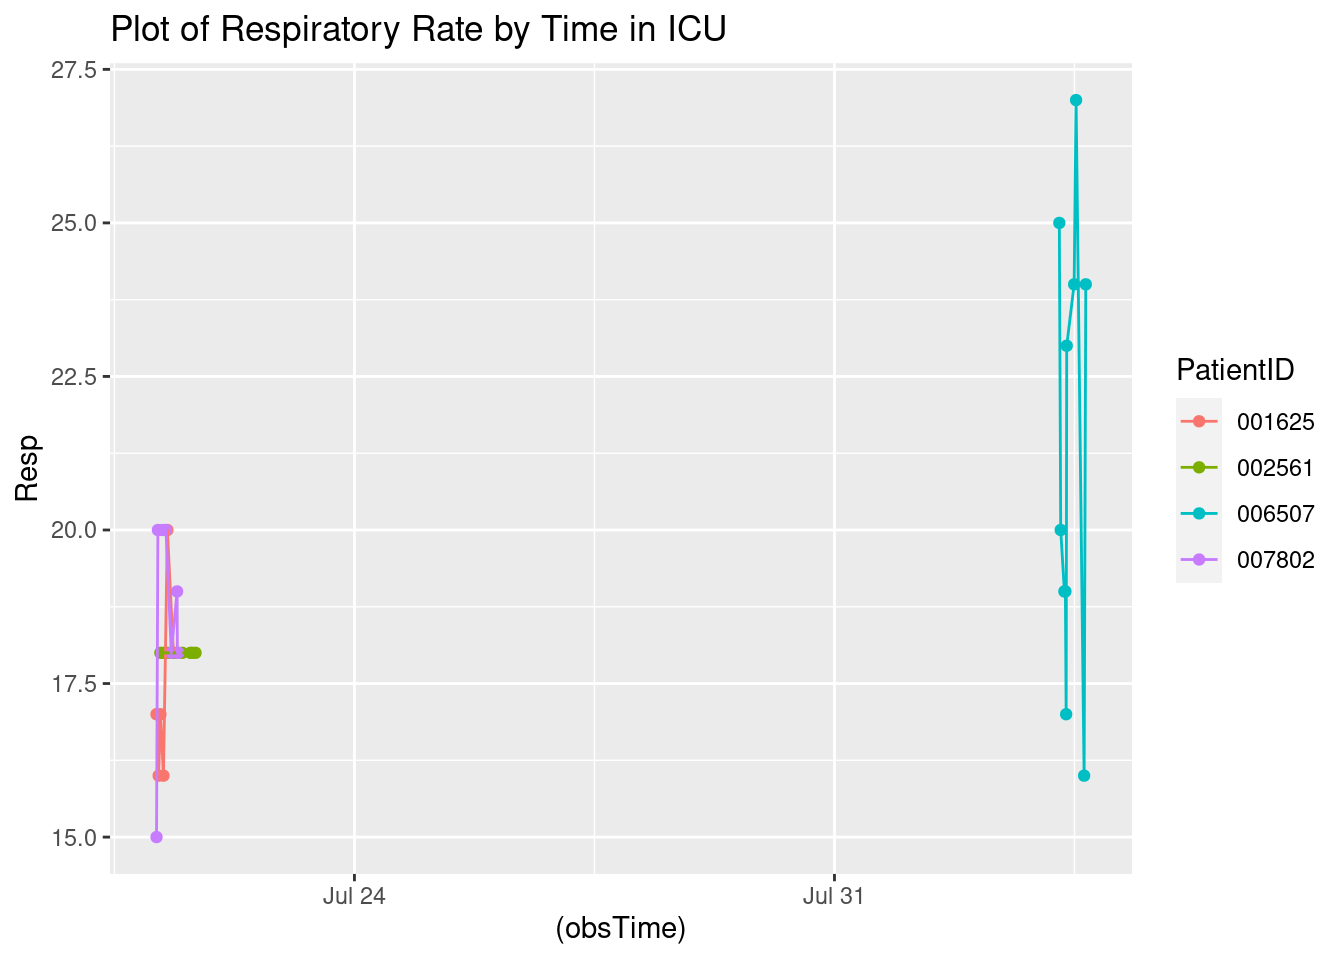 Plot of Respiratory Rate by Time in ICU
27.5
25.0
22.5
20.0
17.5
15.0
Resp
Jul 24
Jul 31
(obsTime)
PatientID
001625
002561
006507
007802